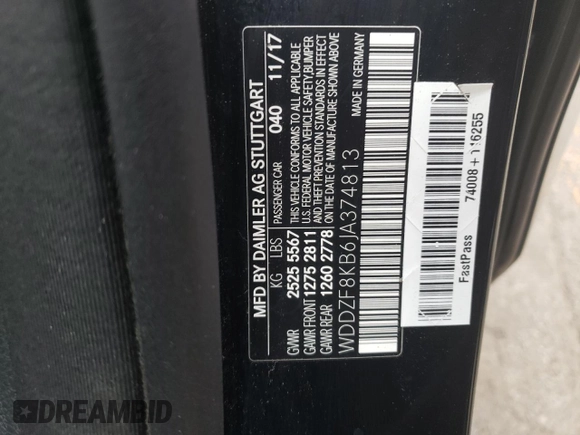 MFD BY DAIMLER AG STUTTGART
PASSENGER CAR 040 11/17
KG LBS
GVWR 2525 5567
GAWR FRONT 1275 2811
GAWR REAR 1260 2778
THIS VEHICLE CONFORMS TO ALL APPLICABLE
U.S. FEDERAL MOTOR VEHICLE SAFETY, BUMPER
AND THEFT PREVENTION STANDARDS IN EFFECT
ON THE DATE OF MANUFACTURE SHOWN ABOVE
WDDZF8KB6JA374813
MADE IN GERMANY
74008 + 116255
FastPass
DREAMBID